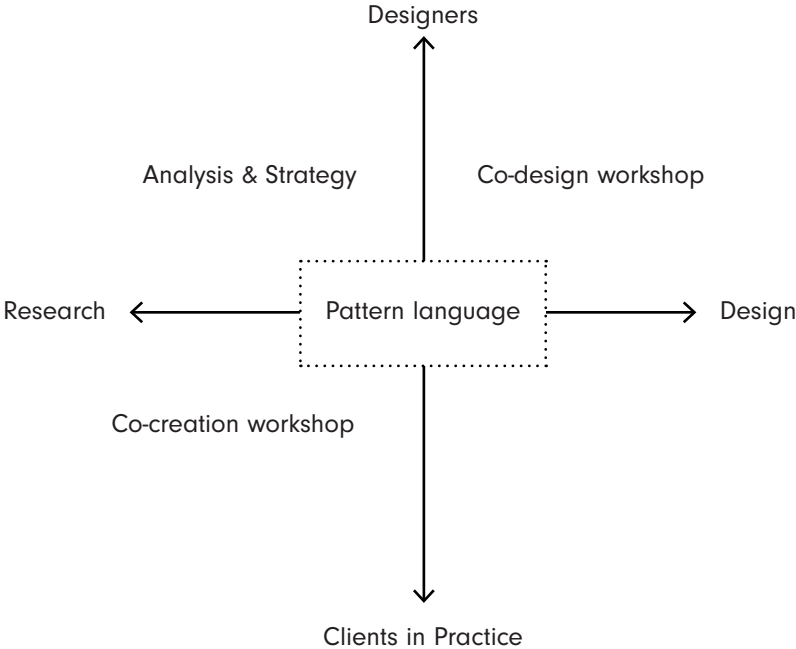 Designers
Analysis & Strategy
Co-design workshop
Research
Pattern language
Design
Co-creation workshop
Clients in Practice